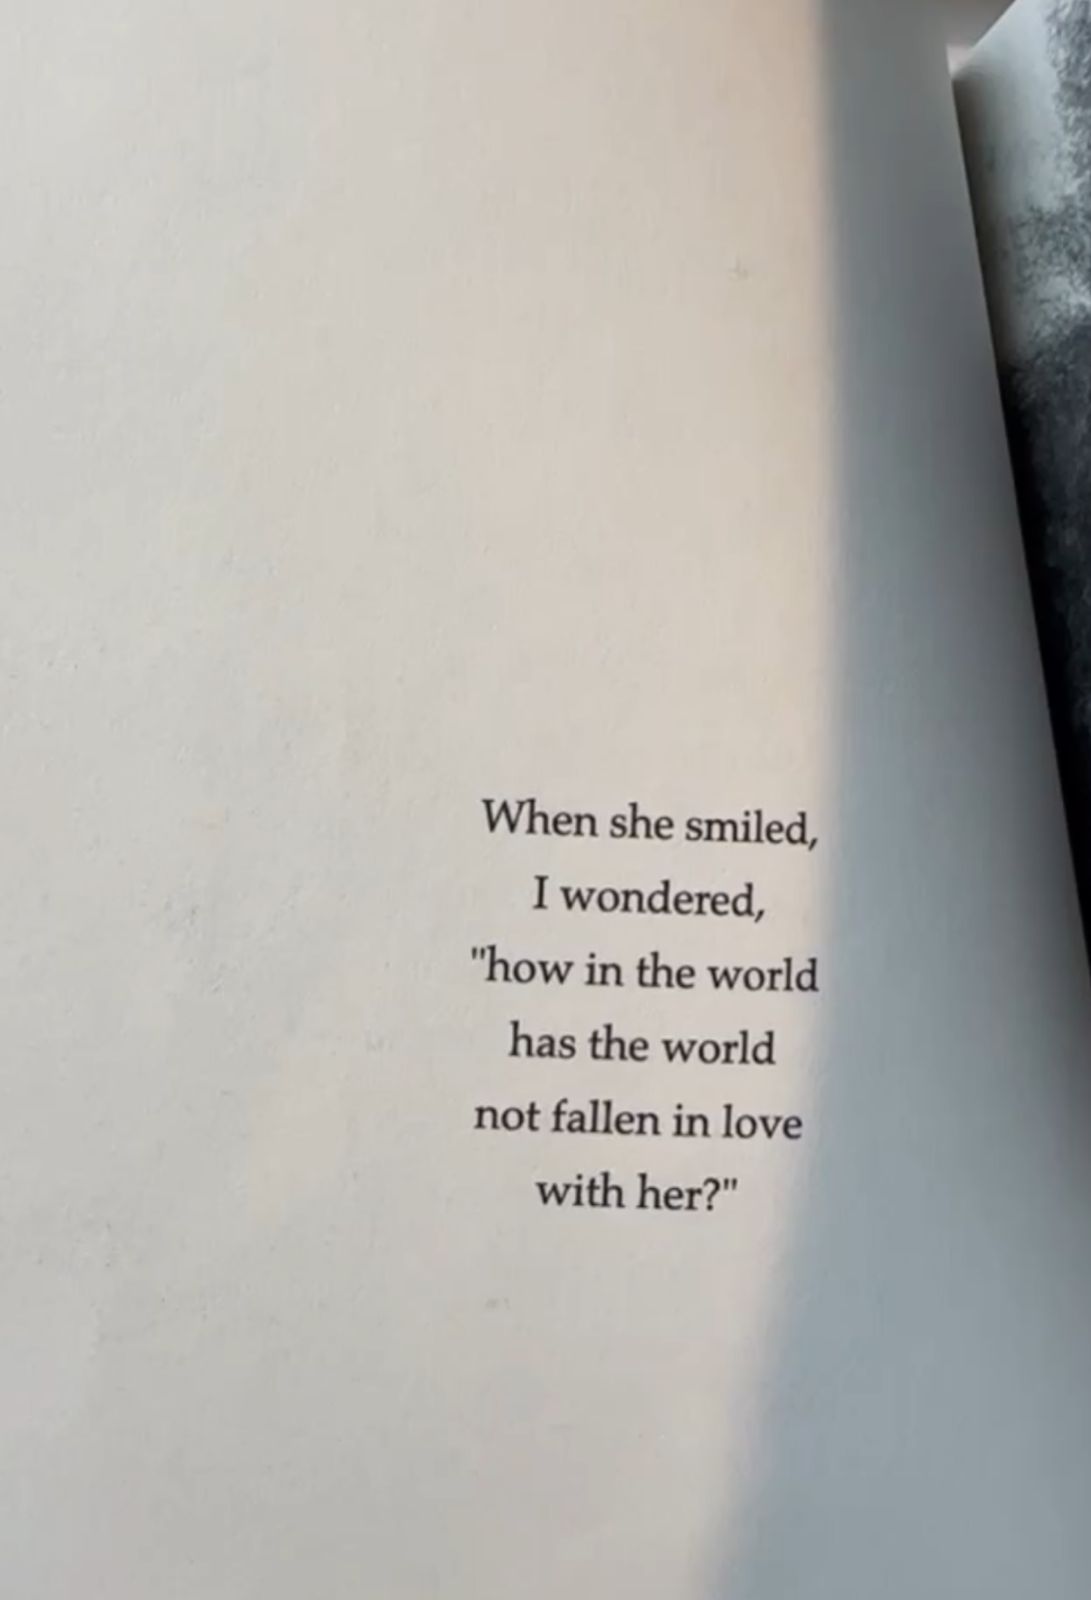 When she smiled,
I wondered,
"how in the world
has the world
not fallen in love
with her?"